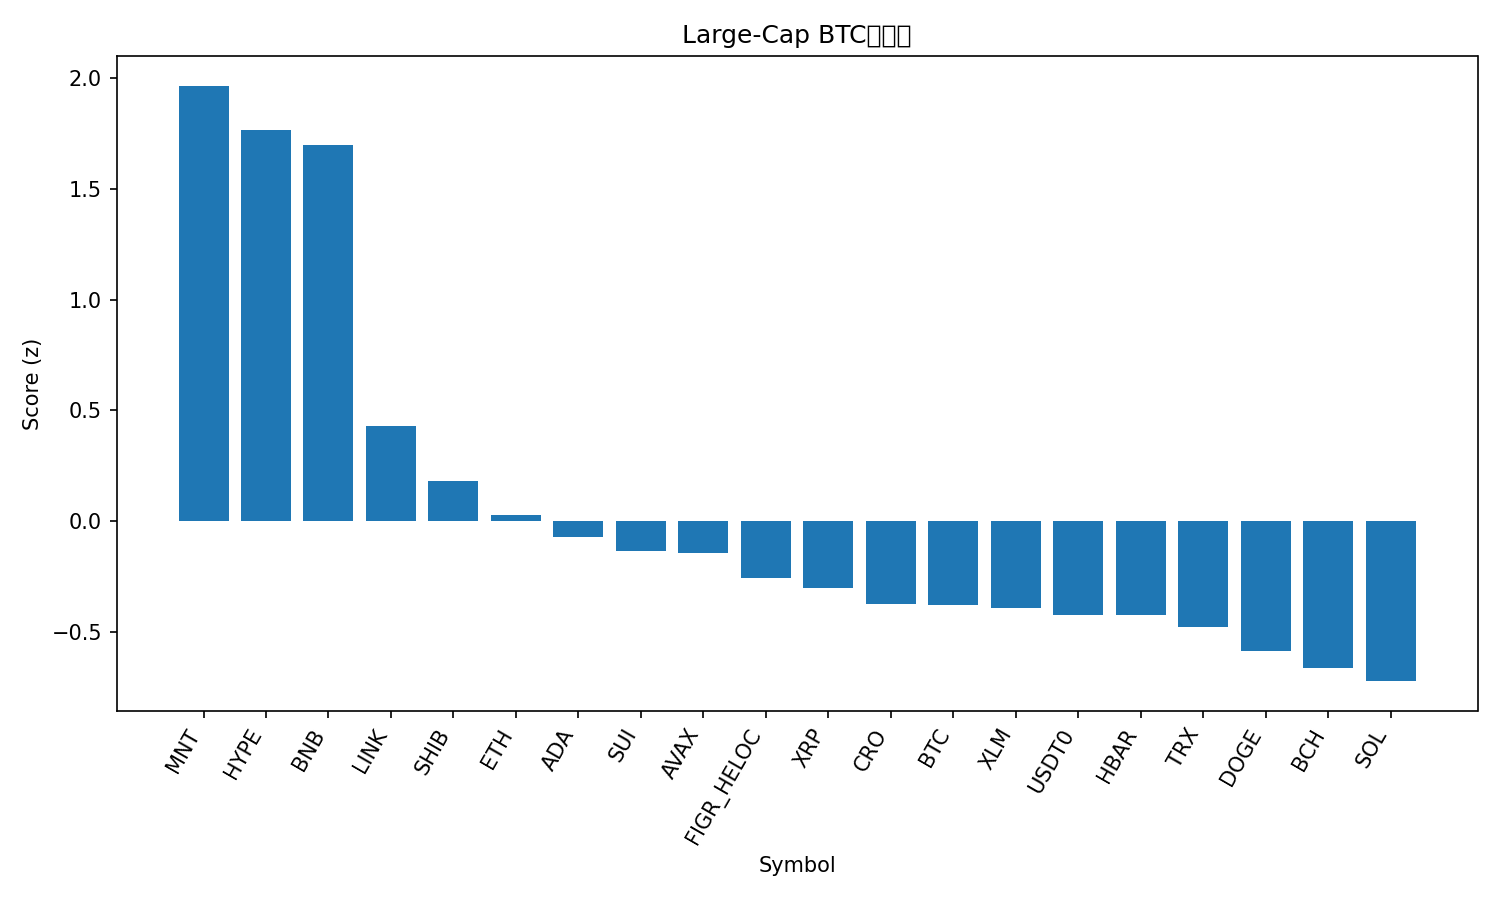 Large-Cap BTC
Score (z)
2.0
1.5
1.0
0.5
0.0
−0.5
MNT
HYPE
BNB
LINK
SHIB
ETH
ADA
SUI
AVAX
FIGR_HELOC
XRP
CRO
BTC
XLM
USDT0
HBAR
TRX
DOGE
BCH
SOL
Symbol